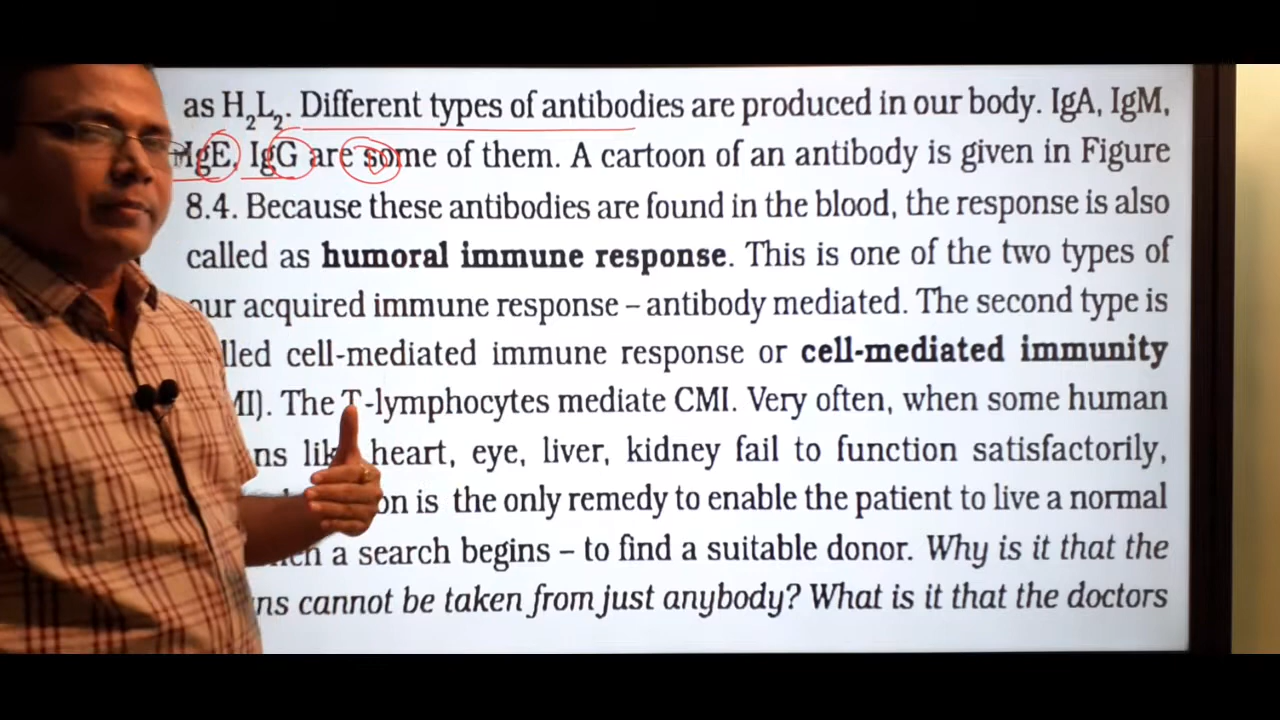 as H₂L₂. Different types of antibodies are produced in our body. IgA, IgM,
IgE, IgG are some of them. A cartoon of an antibody is given in Figure
8.4. Because these antibodies are found in the blood, the response is also
called as humoral immune response. This is one of the two types of
our acquired immune response – antibody mediated. The second type is
cell-mediated immune response or cell-mediated immunity
The T-lymphocytes mediate CMI. Very often, when some human
like heart, eye, liver, kidney fail to function satisfactorily,
is the only remedy to enable the patient to live a normal
a search begins – to find a suitable donor. Why is it that the
cannot be taken from just anybody? What is it that the doctors